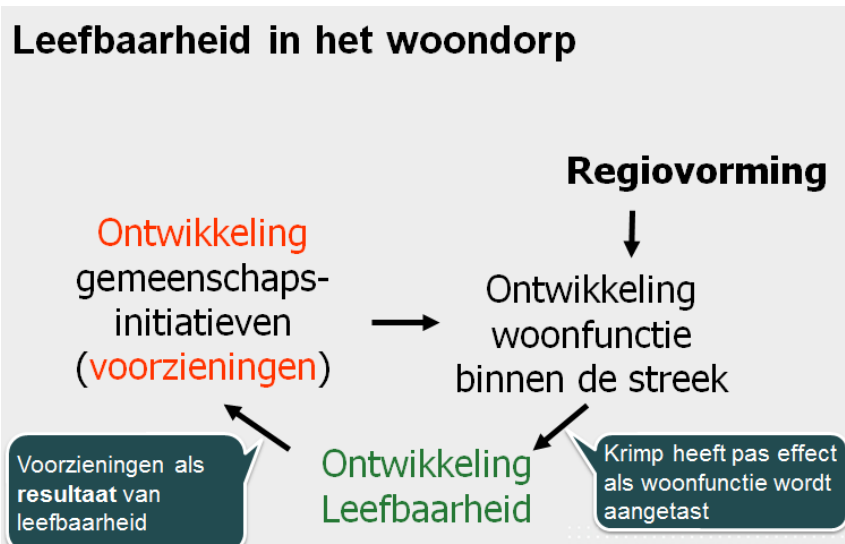 Leefbaarheid in het woondorp
Regiovorming
Ontwikkeling
gemeenschaps-
initiatieven
(voorzieningen)
Ontwikkeling
woonfunctie
binnen de streek
Voorzieningen als
resultaat van
leefbaarheid
Ontwikkeling
Leefbaarheid
Krimp heeft pas effect
als woonfunctie wordt
aangetast